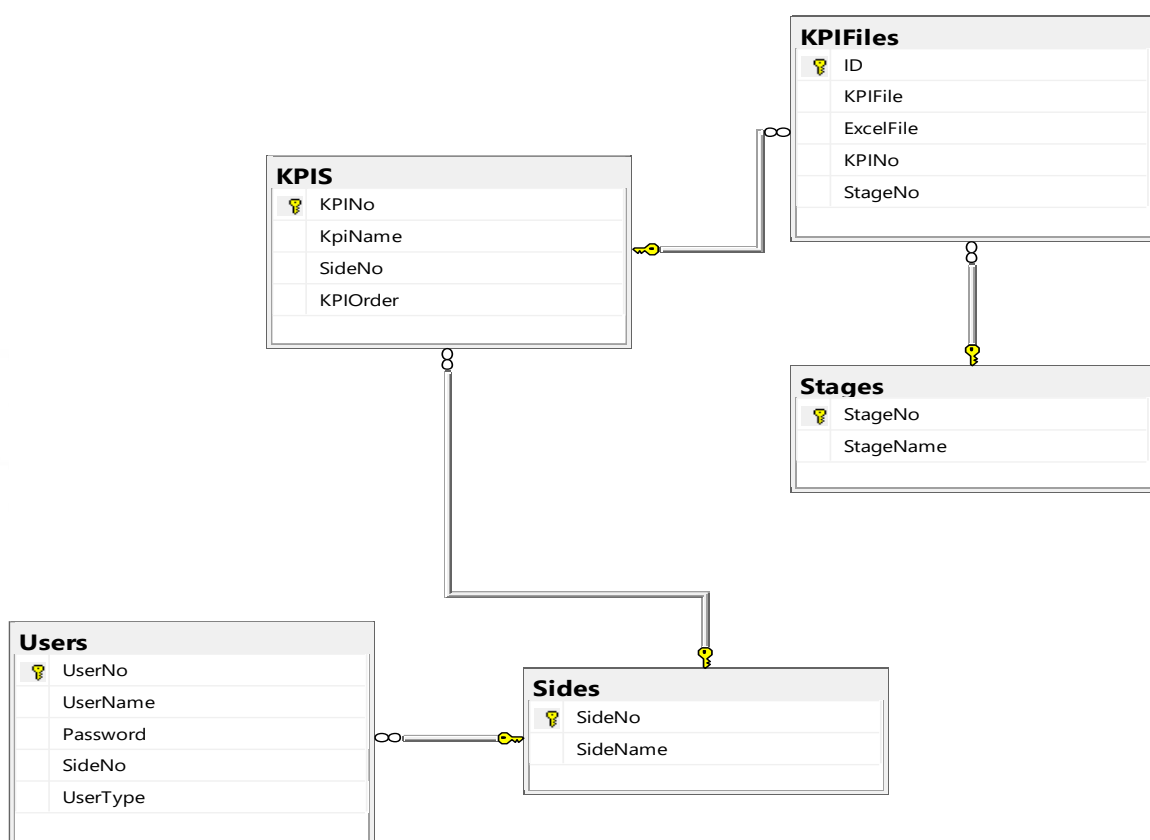 KPIFiles
ID
KPIFile
ExcelFile
KPINo
StageNo
KPIS
KPINo
KpiName
SideNo
KPIOrder
Stages
StageNo
StageName
Users
UserNo
UserName
Password
SideNo
UserType
Sides
SideNo
SideName